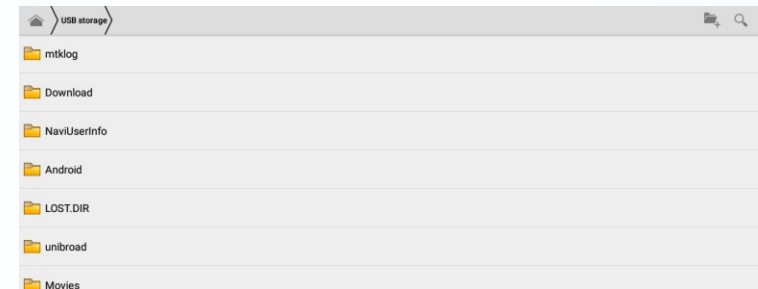 USB storage
mtklog
Download
NaviUserInfo
Android
LOST.DIR
unibroad
Movies